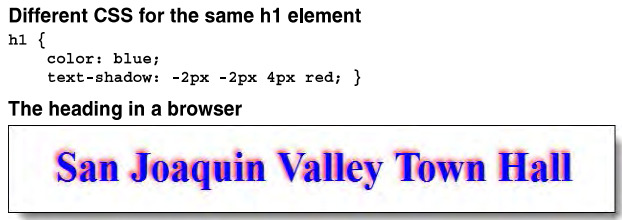 Different CSS for the same h1 element
h1 {
    color: blue;
    text-shadow: -2px -2px 4px red; }
The heading in a browser
San Joaquin Valley Town Hall